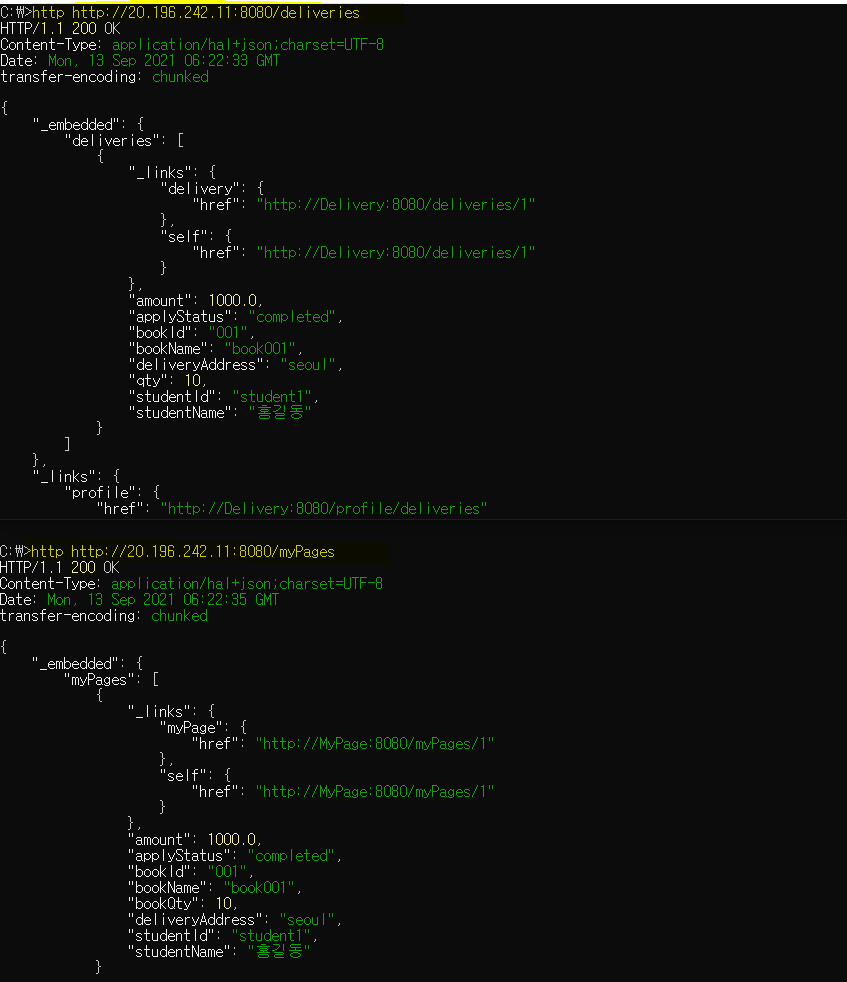 C:\>http http://20.196.242.11:8080/deliveries
HTTP/1.1 200 OK
Content-Type: application/hal+json;charset=UTF-8
Date: Mon, 13 Sep 2021 06:22:33 GMT
transfer-encoding: chunked
{
    "_embedded": {
        "deliveries": [
            {
                "_links": {
                    "delivery": {
                        "href": "http://Delivery:8080/deliveries/1"
                    },
                    "self": {
                        "href": "http://Delivery:8080/deliveries/1"
                    }
                },
                "amount": 1000.0,
                "applyStatus": "completed",
                "bookId": "001",
                "bookName": "book001",
                "deliveryAddress": "seoul",
                "qty": 10,
                "studentId": "student1",
                "studentName": "홍길동"
            }
        ]
    },
    "_links": {
        "profile": {
            "href": "http://Delivery:8080/profile/deliveries"
C:₩>http http://20.196.242.11:8080/myPages
HTTP/1.1 200 OK
Content-Type: application/hal+json;charset=UTF-8
Date: Mon, 13 Sep 2021 06:22:35 GMT
transfer-encoding: chunked
{
    "_embedded": {
        "myPages": [
            {
                "_links": {
                    "myPage": {
                        "href": "http://MyPage:8080/myPages/1"
                    },
                    "self": {
                        "href": "http://MyPage:8080/myPages/1"
                    }
                },
                "amount": 1000.0,
                "applyStatus": "completed",
                "bookId": "001",
                "bookName": "book001",
                "bookQty": 10,
                "deliveryAddress": "seoul",
                "studentId": "student1",
                "studentName": "홍길동"
            }